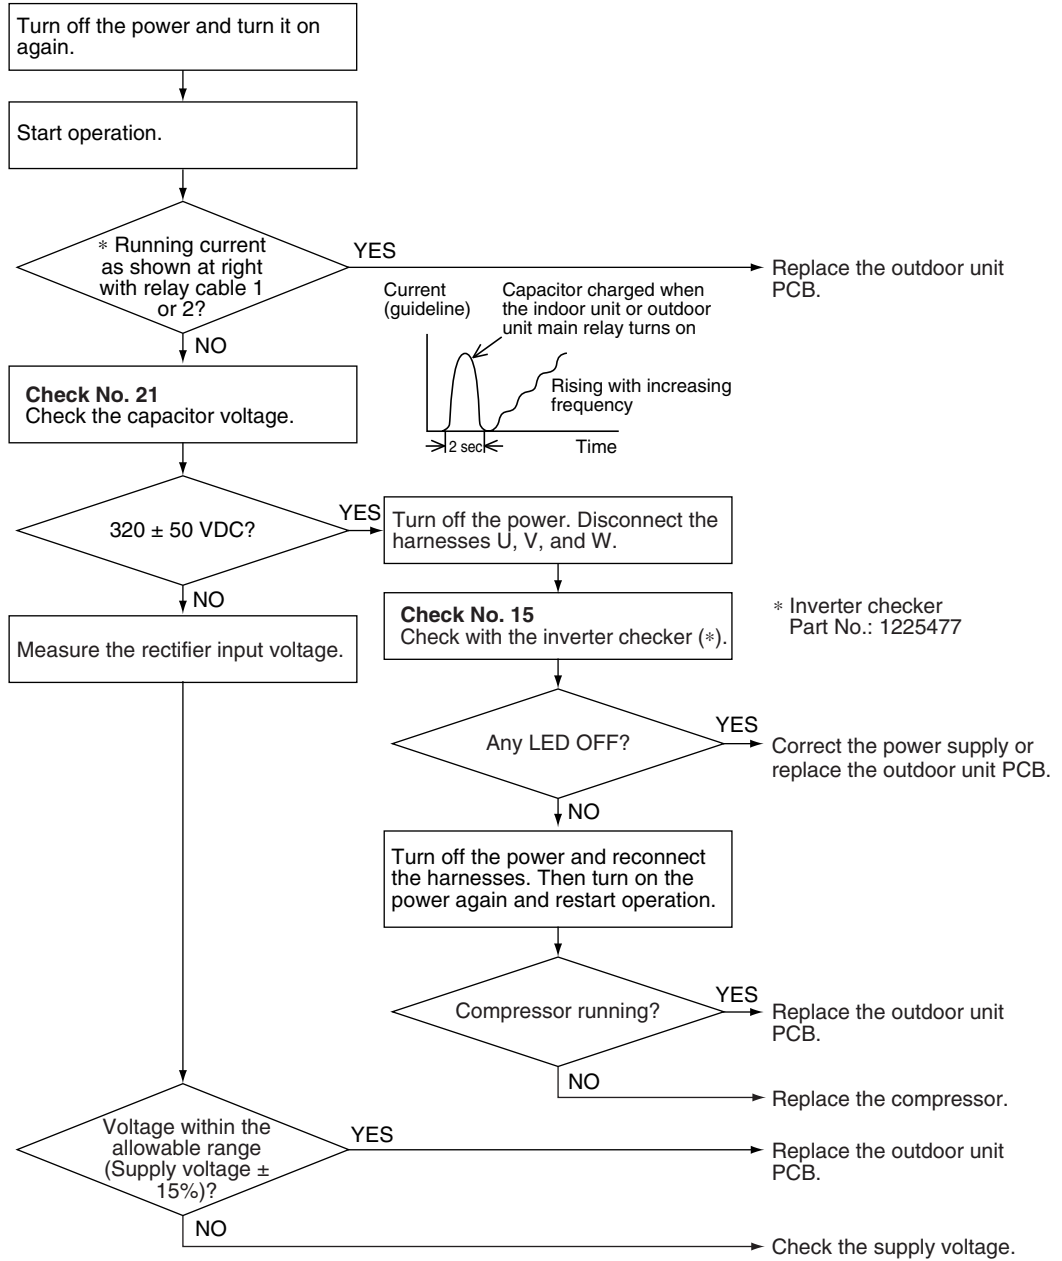 Turn off the power and turn it on
again.
Start operation.
* Running current
as shown at right
with relay cable 1
or 2?
YES
Replace the outdoor unit
PCB.
NO
Current
(guideline)
Capacitor charged when
the indoor unit or outdoor
unit main relay turns on
Rising with increasing
frequency
2 sec
Time
Check No. 21
Check the capacitor voltage.
320 ± 50 VDC?
YES
Turn off the power. Disconnect the
harnesses U, V, and W.
NO
Measure the rectifier input voltage.
Check No. 15
Check with the inverter checker (*).
* Inverter checker
Part No.: 1225477
Any LED OFF?
YES
Correct the power supply or
replace the outdoor unit PCB.
NO
Turn off the power and reconnect
the harnesses. Then turn on the
power again and restart operation.
Compressor running?
YES
Replace the outdoor unit
PCB.
NO
Replace the compressor.
Voltage within the
allowable range
(Supply voltage ±
15%)?
YES
Replace the outdoor unit
PCB.
NO
Check the supply voltage.